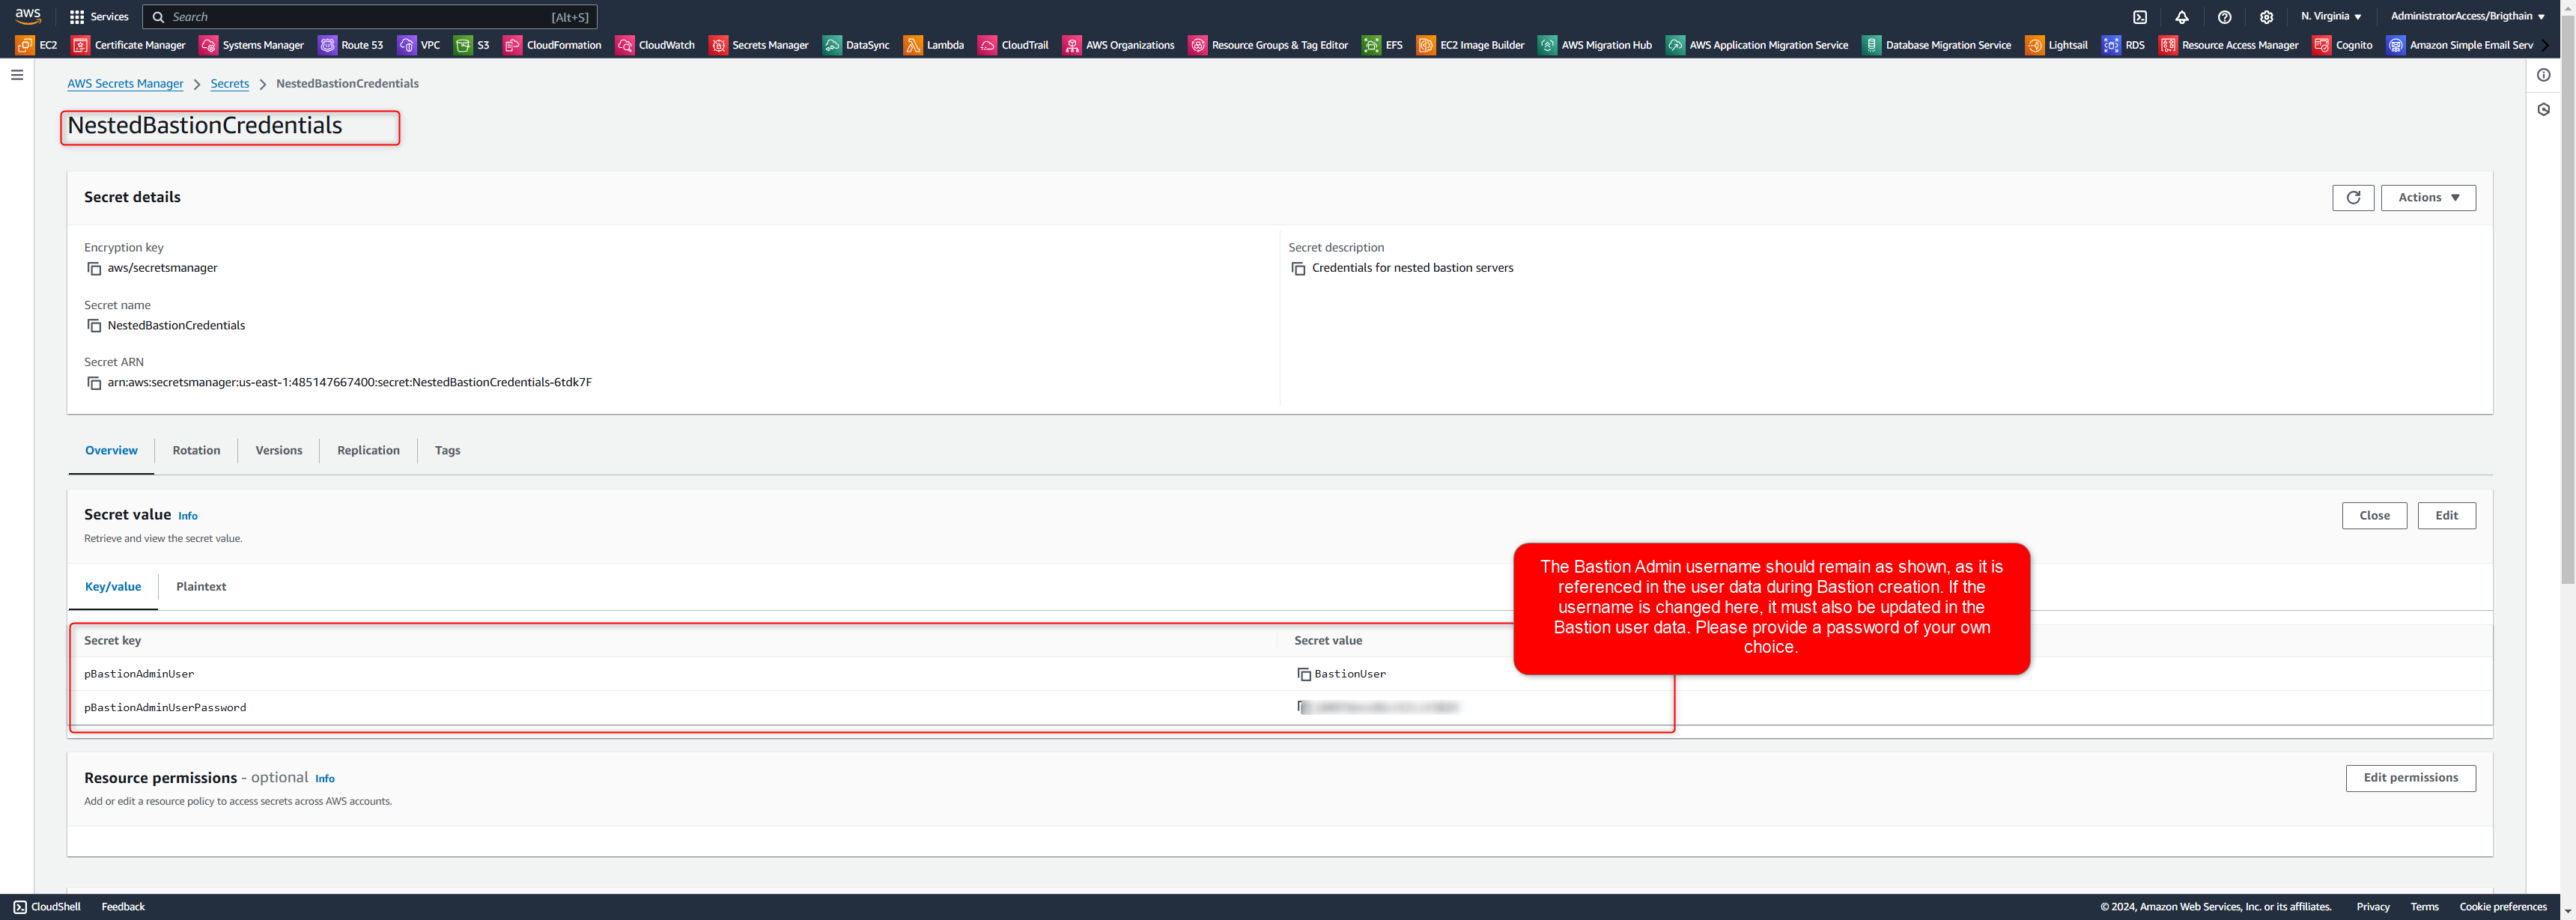 aws Services Search [Alt+S] N. Virginia ▼ AdministratorAccess/Brigthain ▼
EC2 Certificate Manager Systems Manager Route 53 VPC S3 CloudFormation CloudWatch Secrets Manager DataSync Lambda CloudTrail AWS Organizations Resource Groups & Tag Editor EFS EC2 Image Builder AWS Migration Hub AWS Application Migration Service Database Migration Service Lightsail RDS Resource Access Manager Cognito Amazon Simple Email Serv
AWS Secrets Manager > Secrets > NestedBastionCredentials
NestedBastionCredentials
Secret details
Actions ▼
Encryption key
aws/secretsmanager
Secret description
Credentials for nested bastion servers
Secret name
NestedBastionCredentials
Secret ARN
arn:aws:secretsmanager:us-east-1:485147667400:secret:NestedBastionCredentials-6tdk7F
Overview Rotation Versions Replication Tags
Secret value Info
Retrieve and view the secret value.
Close Edit
Key/value Plaintext
The Bastion Admin username should remain as shown, as it is
referenced in the user data during Bastion creation. If the
username is changed here, it must also be updated in the
Bastion user data. Please provide a password of your own
choice.
Secret key Secret value
pBastionAdminUser BastionUser
pBastionAdminUserPassword
Resource permissions - optional Info
Add or edit a resource policy to access secrets across AWS accounts.
Edit permissions
CloudShell Feedback © 2024, Amazon Web Services, Inc. or its affiliates. Privacy Terms Cookie preferences